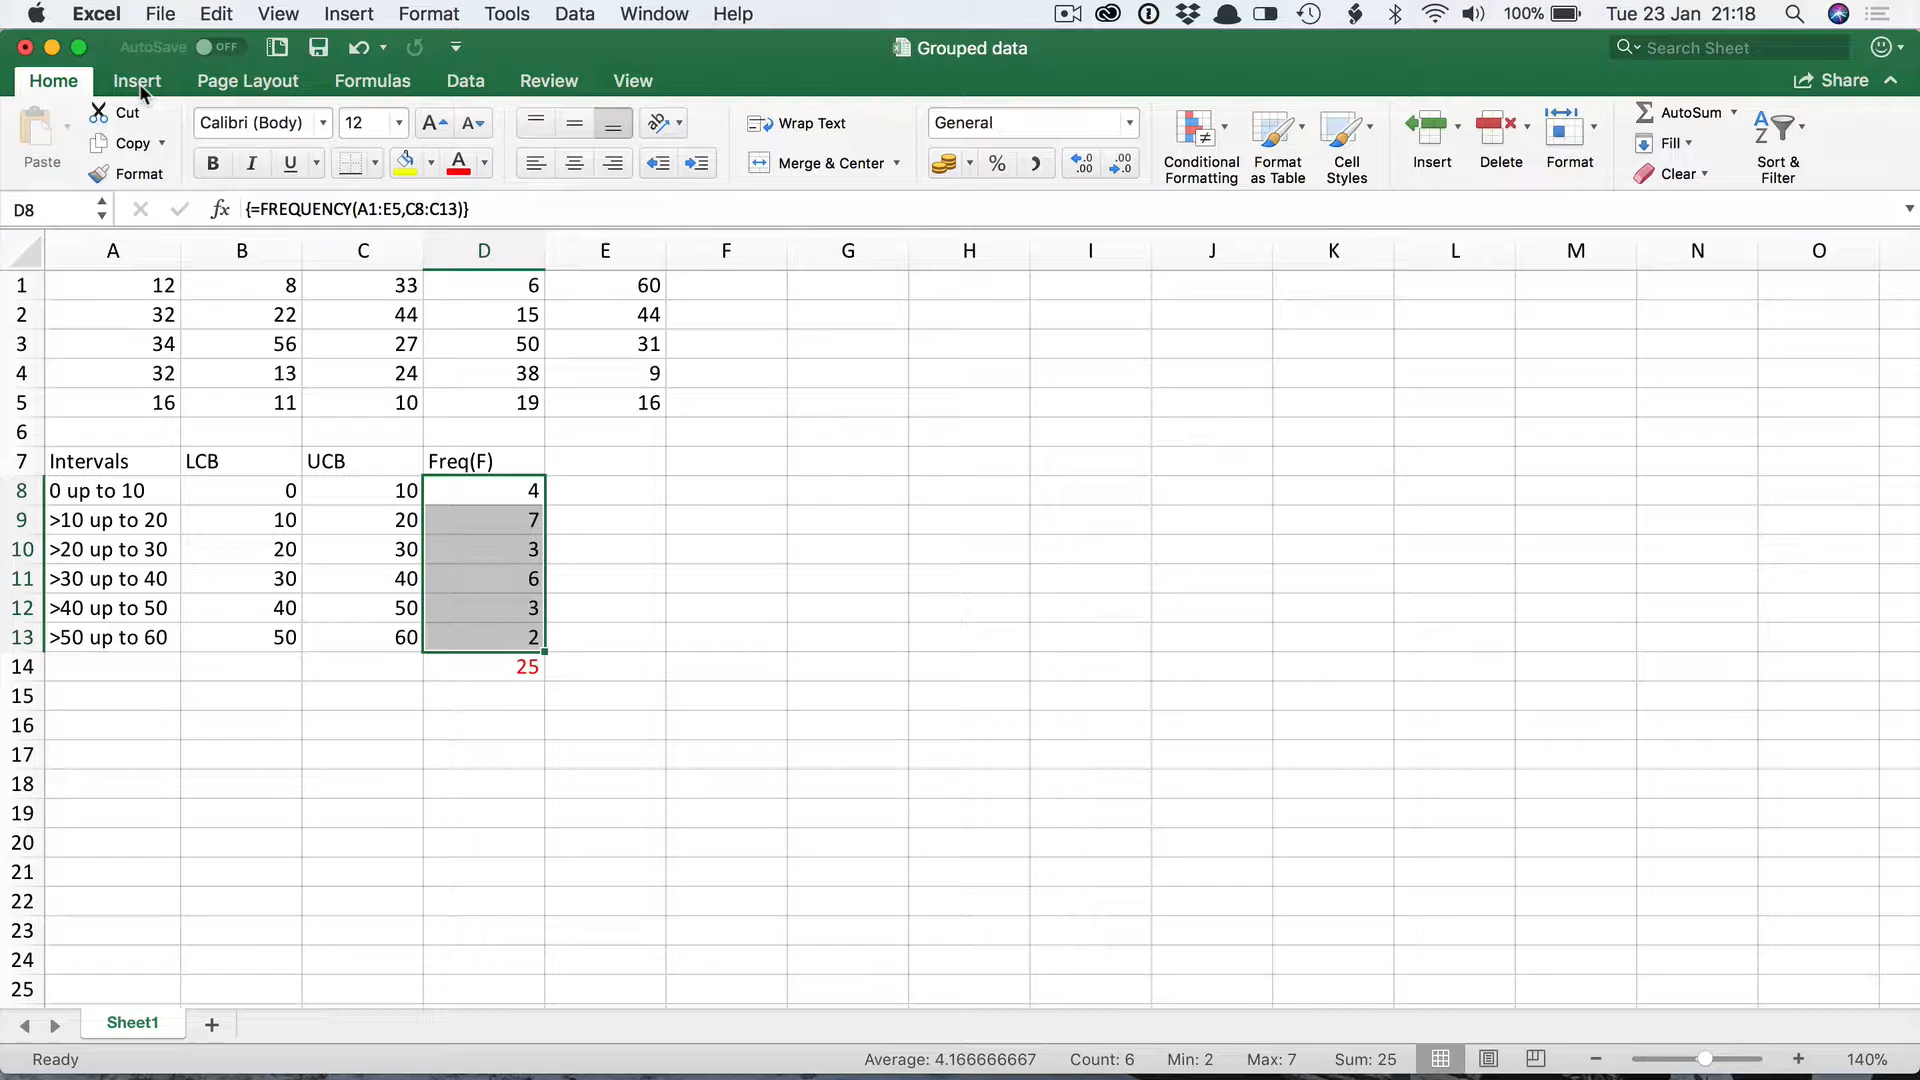 Excel File Edit View Insert Format Tools Data Window Help 100% Tue 23 Jan 21:18
AutoSave OFF Grouped data Search Sheet
Home Insert Page Layout Formulas Data Review View Share
Paste Cut Copy Format
Calibri (Body) 12 A A
B I U A
Wrap Text
Merge & Center
General
% .0 .00 .00 .0
Conditional Formatting
Format as Table
Cell Styles
Insert Delete Format
AutoSum
Fill
Clear
Sort & Filter
D8 fx {=FREQUENCY(A1:E5,C8:C13)}
A B C D E F G H I J K L M N O
1 12 8 33 6 60
2 32 22 44 15 44
3 34 56 27 50 31
4 32 13 24 38 9
5 16 11 10 19 16
6
7 Intervals LCB UCB Freq(F)
8 0 up to 10 0 10 4
9 >10 up to 20 10 20 7
10 >20 up to 30 20 30 3
11 >30 up to 40 30 40 6
12 >40 up to 50 40 50 3
13 >50 up to 60 50 60 2
14 25
15
16
17
18
19
20
21
22
23
24
25
Sheet1 +
Ready Average: 4.166666667 Count: 6 Min: 2 Max: 7 Sum: 25 140%